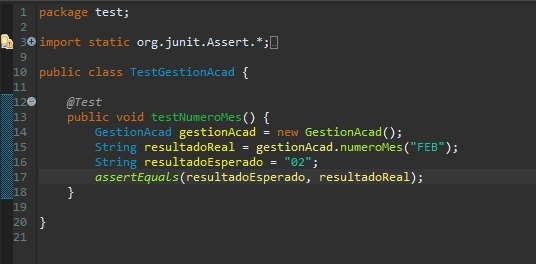 1 package test;
2
3 import static org.junit.Assert.*;
9
10 public class TestGestionAcad {
11
12 @Test
13 public void testNumeroMes() {
14 GestionAcad gestionAcad = new GestionAcad();
15 String resultadoReal = gestionAcad.numeroMes("FEB");
16 String resultadoEsperado = "02";
17 assertEquals(resultadoEsperado, resultadoReal);
18 }
19
20 }
21